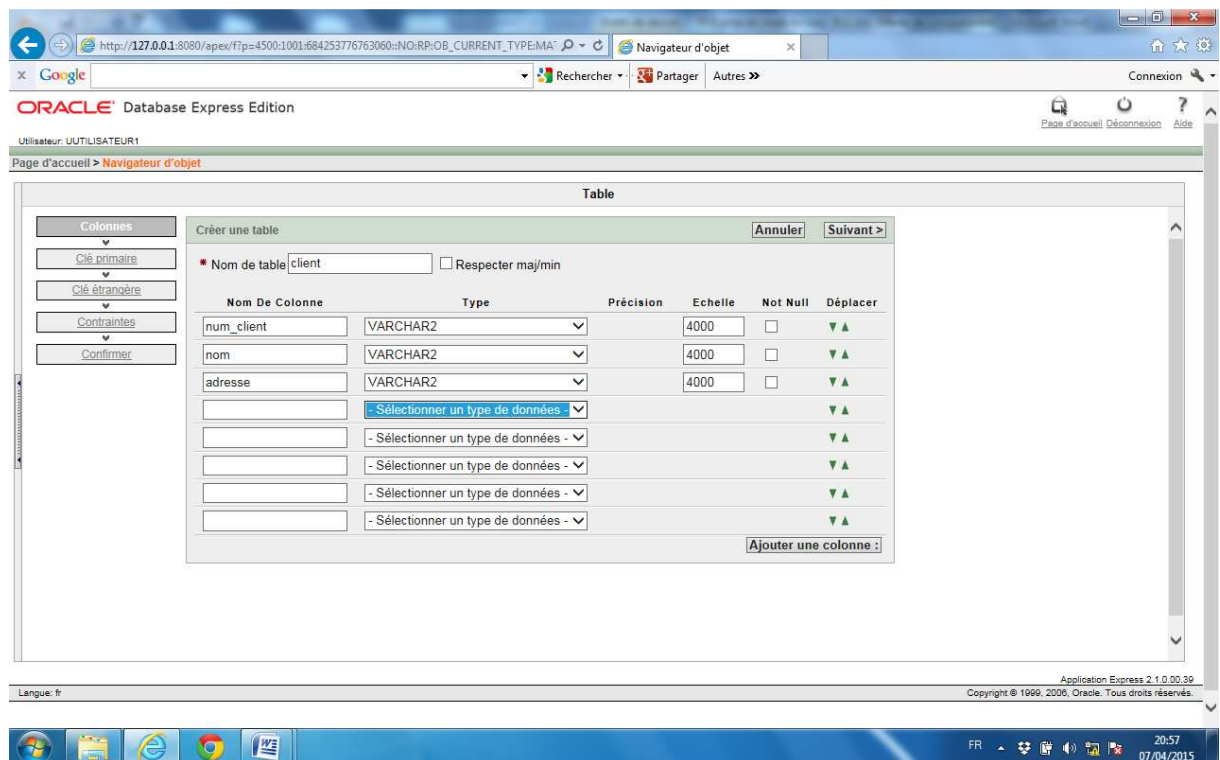 http://127.0.0.1:8080/apex/f?p=4500:1001:684253776763060::NO:RP:OB_CURRENT_TYPE:MA
Navigateur d'objet
x Google
Rechercher
Partager
Autres »
Connexion
ORACLE Database Express Edition
Page d'accueil Déconnexion Aide
Utilisateur: UUTILISATEUR1
Page d'accueil > Navigateur d'objet
Table
Colonnes
Clé primaire
Clé étrangère
Contraintes
Confirmer
Créer une table
Annuler
Suivant >
* Nom de table client
Respecter maj/min
Nom De Colonne Type Précision Echelle Not Null Déplacer
num_client VARCHAR2 4000
nom VARCHAR2 4000
adresse VARCHAR2 4000
- Sélectionner un type de données -
- Sélectionner un type de données -
- Sélectionner un type de données -
- Sélectionner un type de données -
- Sélectionner un type de données -
Ajouter une colonne :
Application Express 2.1.0.00.39
Langue: fr
Copyright © 1999, 2006, Oracle. Tous droits réservés.
FR
20:57
07/04/2015